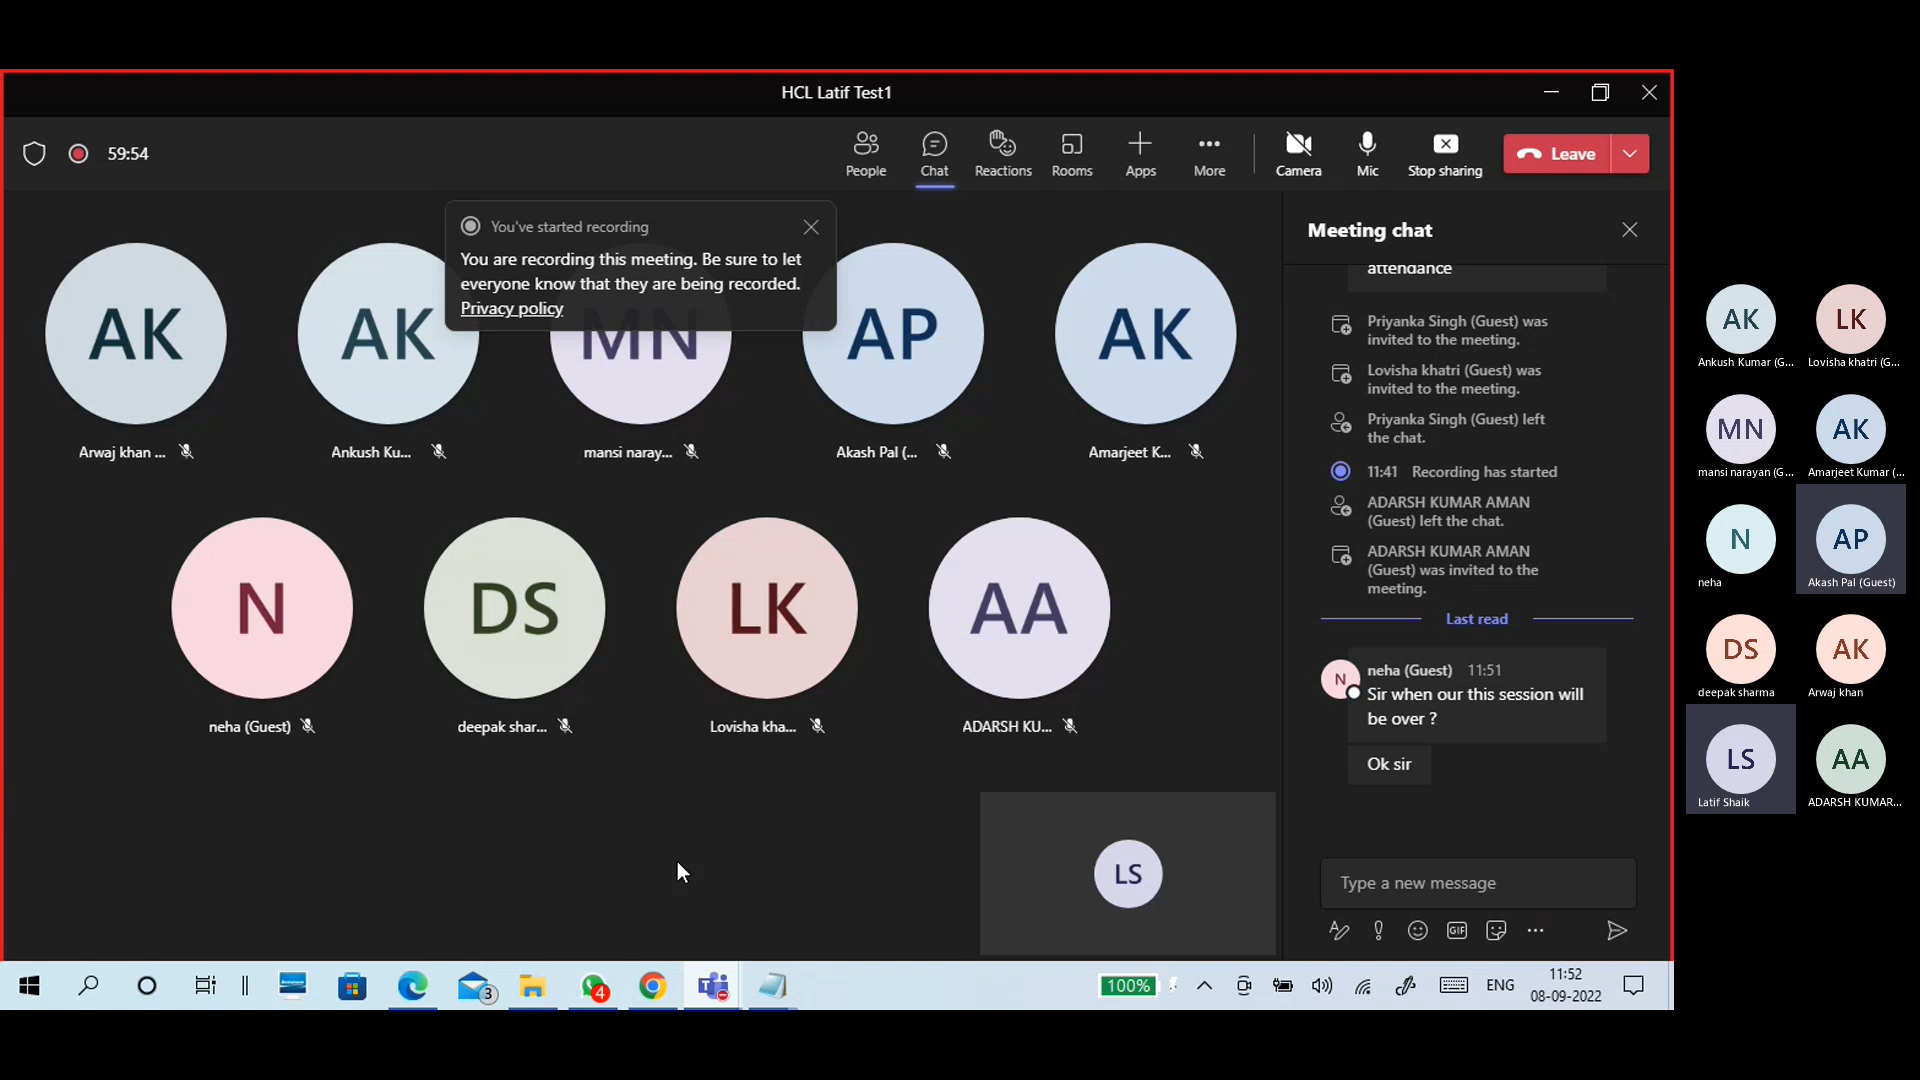 HCL Latif Test1
59:54
People
Chat
Reactions
Rooms
Apps
More
Camera
Mic
Stop sharing
Leave
You've started recording
You are recording this meeting. Be sure to let
everyone know that they are being recorded.
Privacy policy
AK
AK
MN
AP
AK
Arwaj khan ...
Ankush Ku...
mansi naray...
Akash Pal (...
Amarjeet K...
N
DS
LK
AA
neha (Guest)
deepak shar...
Lovisha kha...
ADARSH KU...
LS
Meeting chat
attendance
Priyanka Singh (Guest) was
invited to the meeting.
Lovisha khatri (Guest) was
invited to the meeting.
Priyanka Singh (Guest) left
the chat.
11:41 Recording has started
ADARSH KUMAR AMAN
(Guest) left the chat.
ADARSH KUMAR AMAN
(Guest) was invited to the
meeting.
Last read
N
neha (Guest) 11:51
Sir when our this session will
be over ?
Ok sir
Type a new message
GIF
AK
LK
Ankush Kumar (G...
Lovisha khatri (G...
MN
AK
mansi narayan (G...
Amarjeet Kumar (...
N
AP
neha
Akash Pal (Guest)
DS
AK
deepak sharma
Arwaj khan
LS
AA
Latif Shaik
ADARSH KUMAR...
3
4
100%
ENG
11:52
08-09-2022